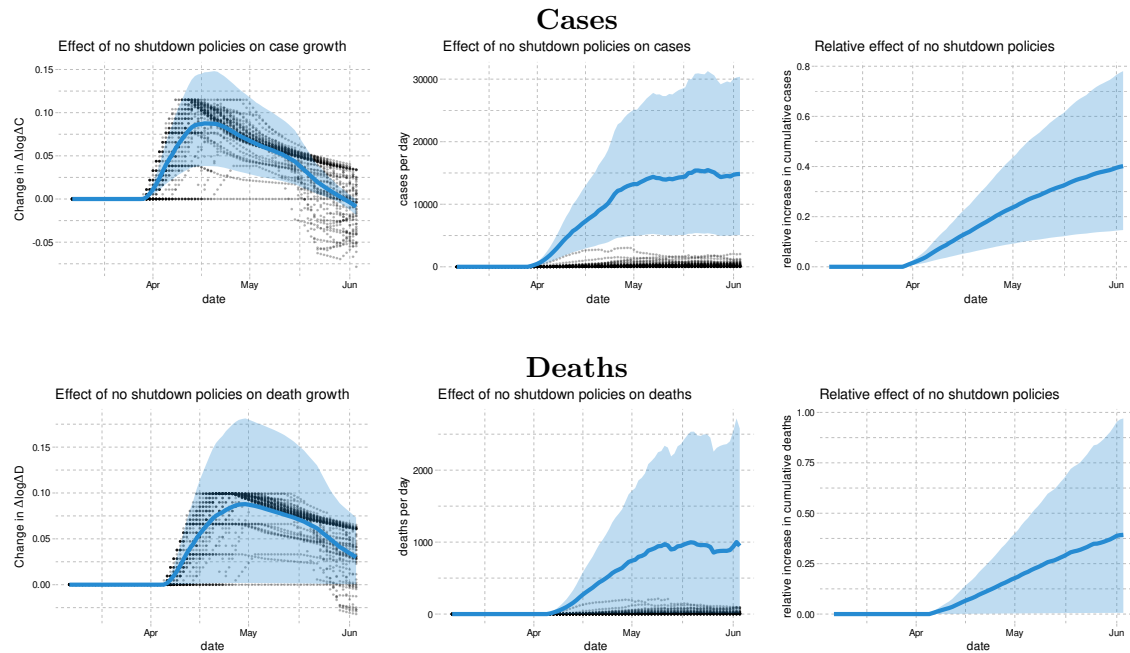 Cases
Effect of no shutdown policies on case growth
Change in ΔlogΔC
0.15
0.10
0.05
0.00
-0.05
Apr May Jun
date
Effect of no shutdown policies on cases
cases per day
30000
20000
10000
0
Apr May Jun
date
Relative effect of no shutdown policies
relative increase in cumulative cases
0.8
0.6
0.4
0.2
0.0
Apr May Jun
date
Deaths
Effect of no shutdown policies on death growth
Change in ΔlogΔD
0.15
0.10
0.05
0.00
Apr May Jun
date
Effect of no shutdown policies on deaths
deaths per day
2000
1000
0
Apr May Jun
date
Relative effect of no shutdown policies
relative increase in cumulative deaths
1.00
0.75
0.50
0.25
0.00
Apr May Jun
date